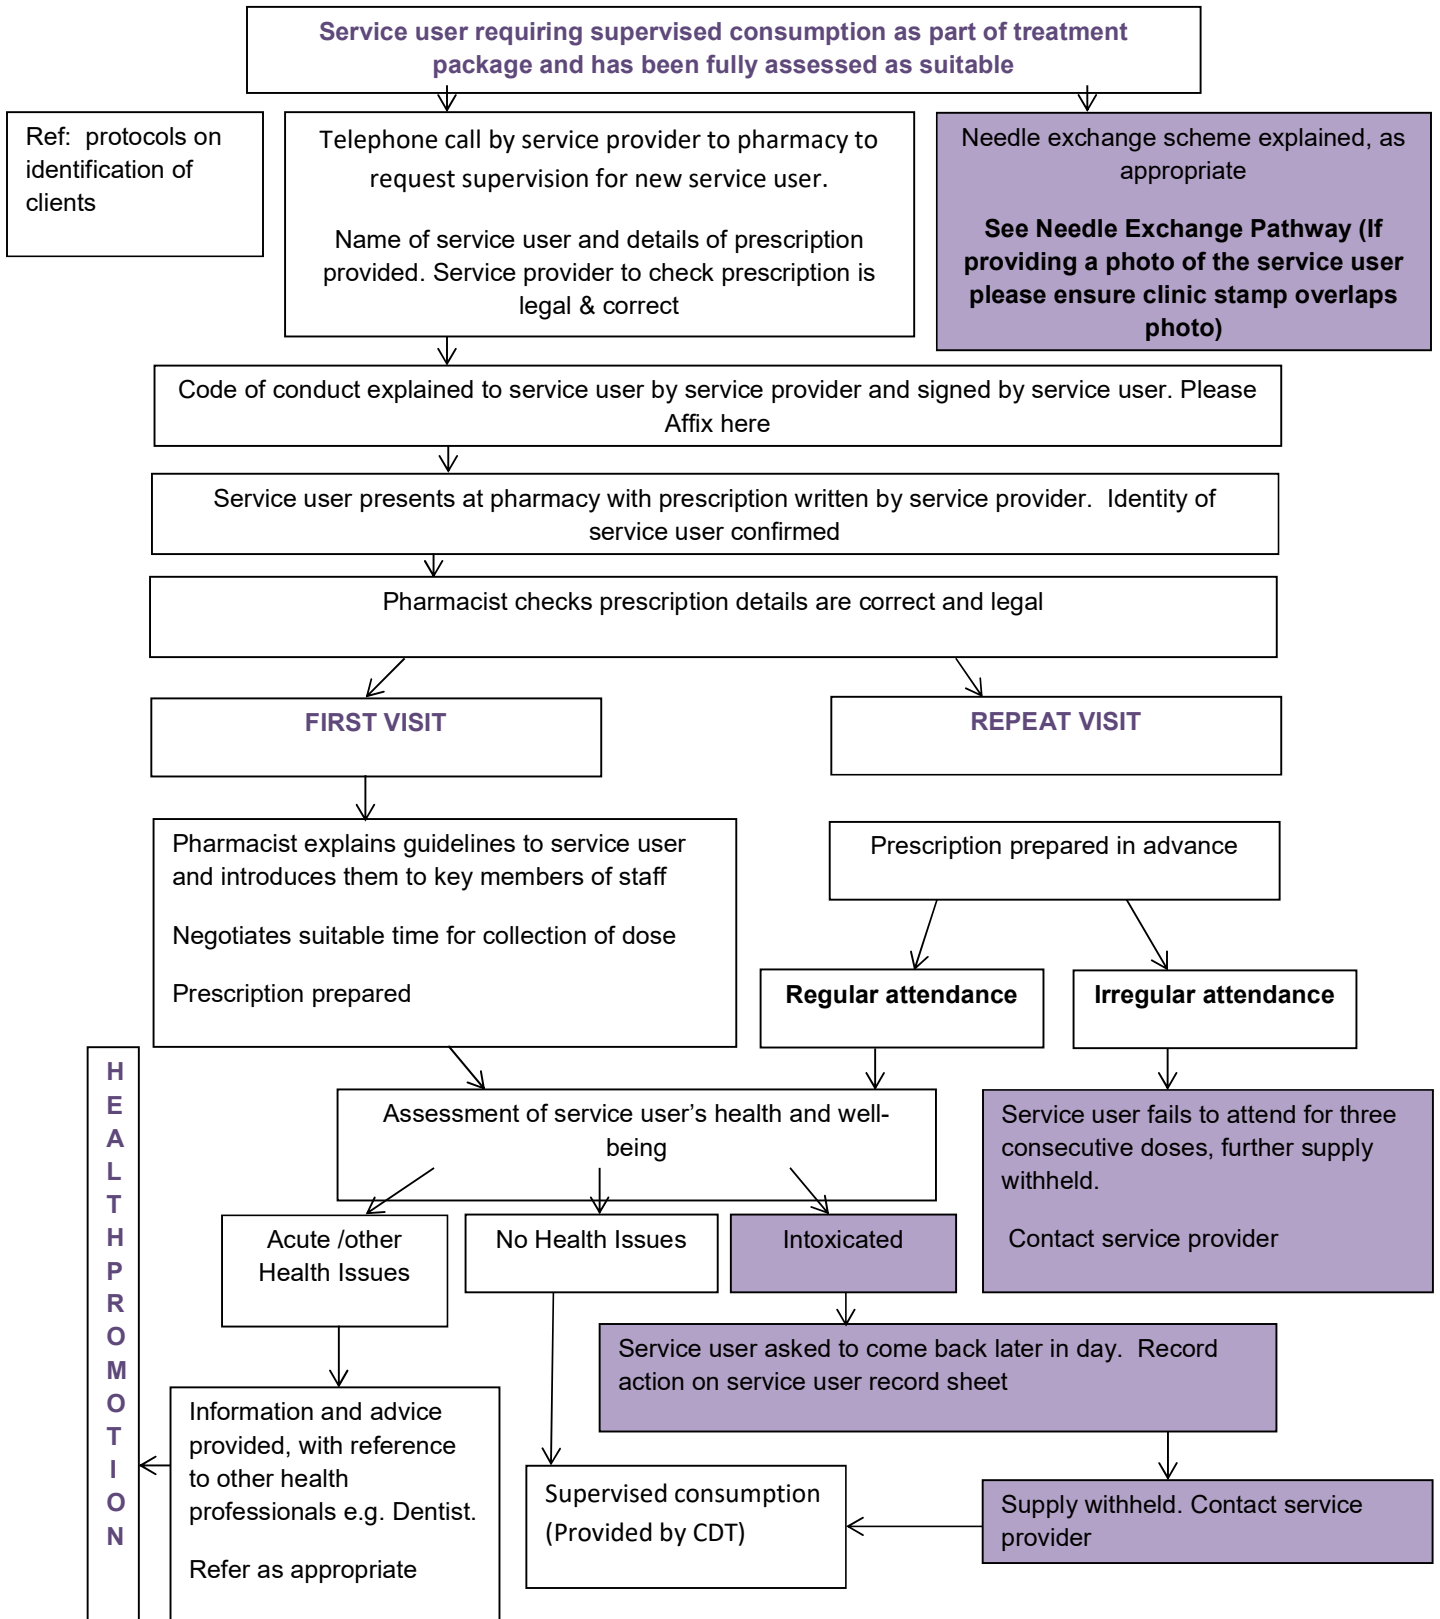 Service user requiring supervised consumption as part of treatment
package and has been fully assessed as suitable
Ref:  protocols on
identification of
clients
Telephone call by service provider to pharmacy to
request supervision for new service user.
Name of service user and details of prescription
provided. Service provider to check prescription is
legal & correct
Needle exchange scheme explained, as
appropriate
See Needle Exchange Pathway (If
providing a photo of the service user
please ensure clinic stamp overlaps
photo)
Code of conduct explained to service user by service provider and signed by service user. Please
Affix here
Service user presents at pharmacy with prescription written by service provider.  Identity of
service user confirmed
Pharmacist checks prescription details are correct and legal
FIRST VISIT
REPEAT VISIT
Pharmacist explains guidelines to service user
and introduces them to key members of staff
Negotiates suitable time for collection of dose
Prescription prepared
Prescription prepared in advance
Regular attendance
Irregular attendance
H
E
A
L
T
H
P
R
O
M
O
T
I
O
N
Assessment of service user’s health and well-
being
Service user fails to attend for three
consecutive doses, further supply
withheld.
Contact service provider
Acute /other
Health Issues
No Health Issues
Intoxicated
Service user asked to come back later in day.  Record
action on service user record sheet
Information and advice
provided, with reference
to other health
professionals e.g. Dentist.
Refer as appropriate
Supervised consumption
(Provided by CDT)
Supply withheld. Contact service
provider